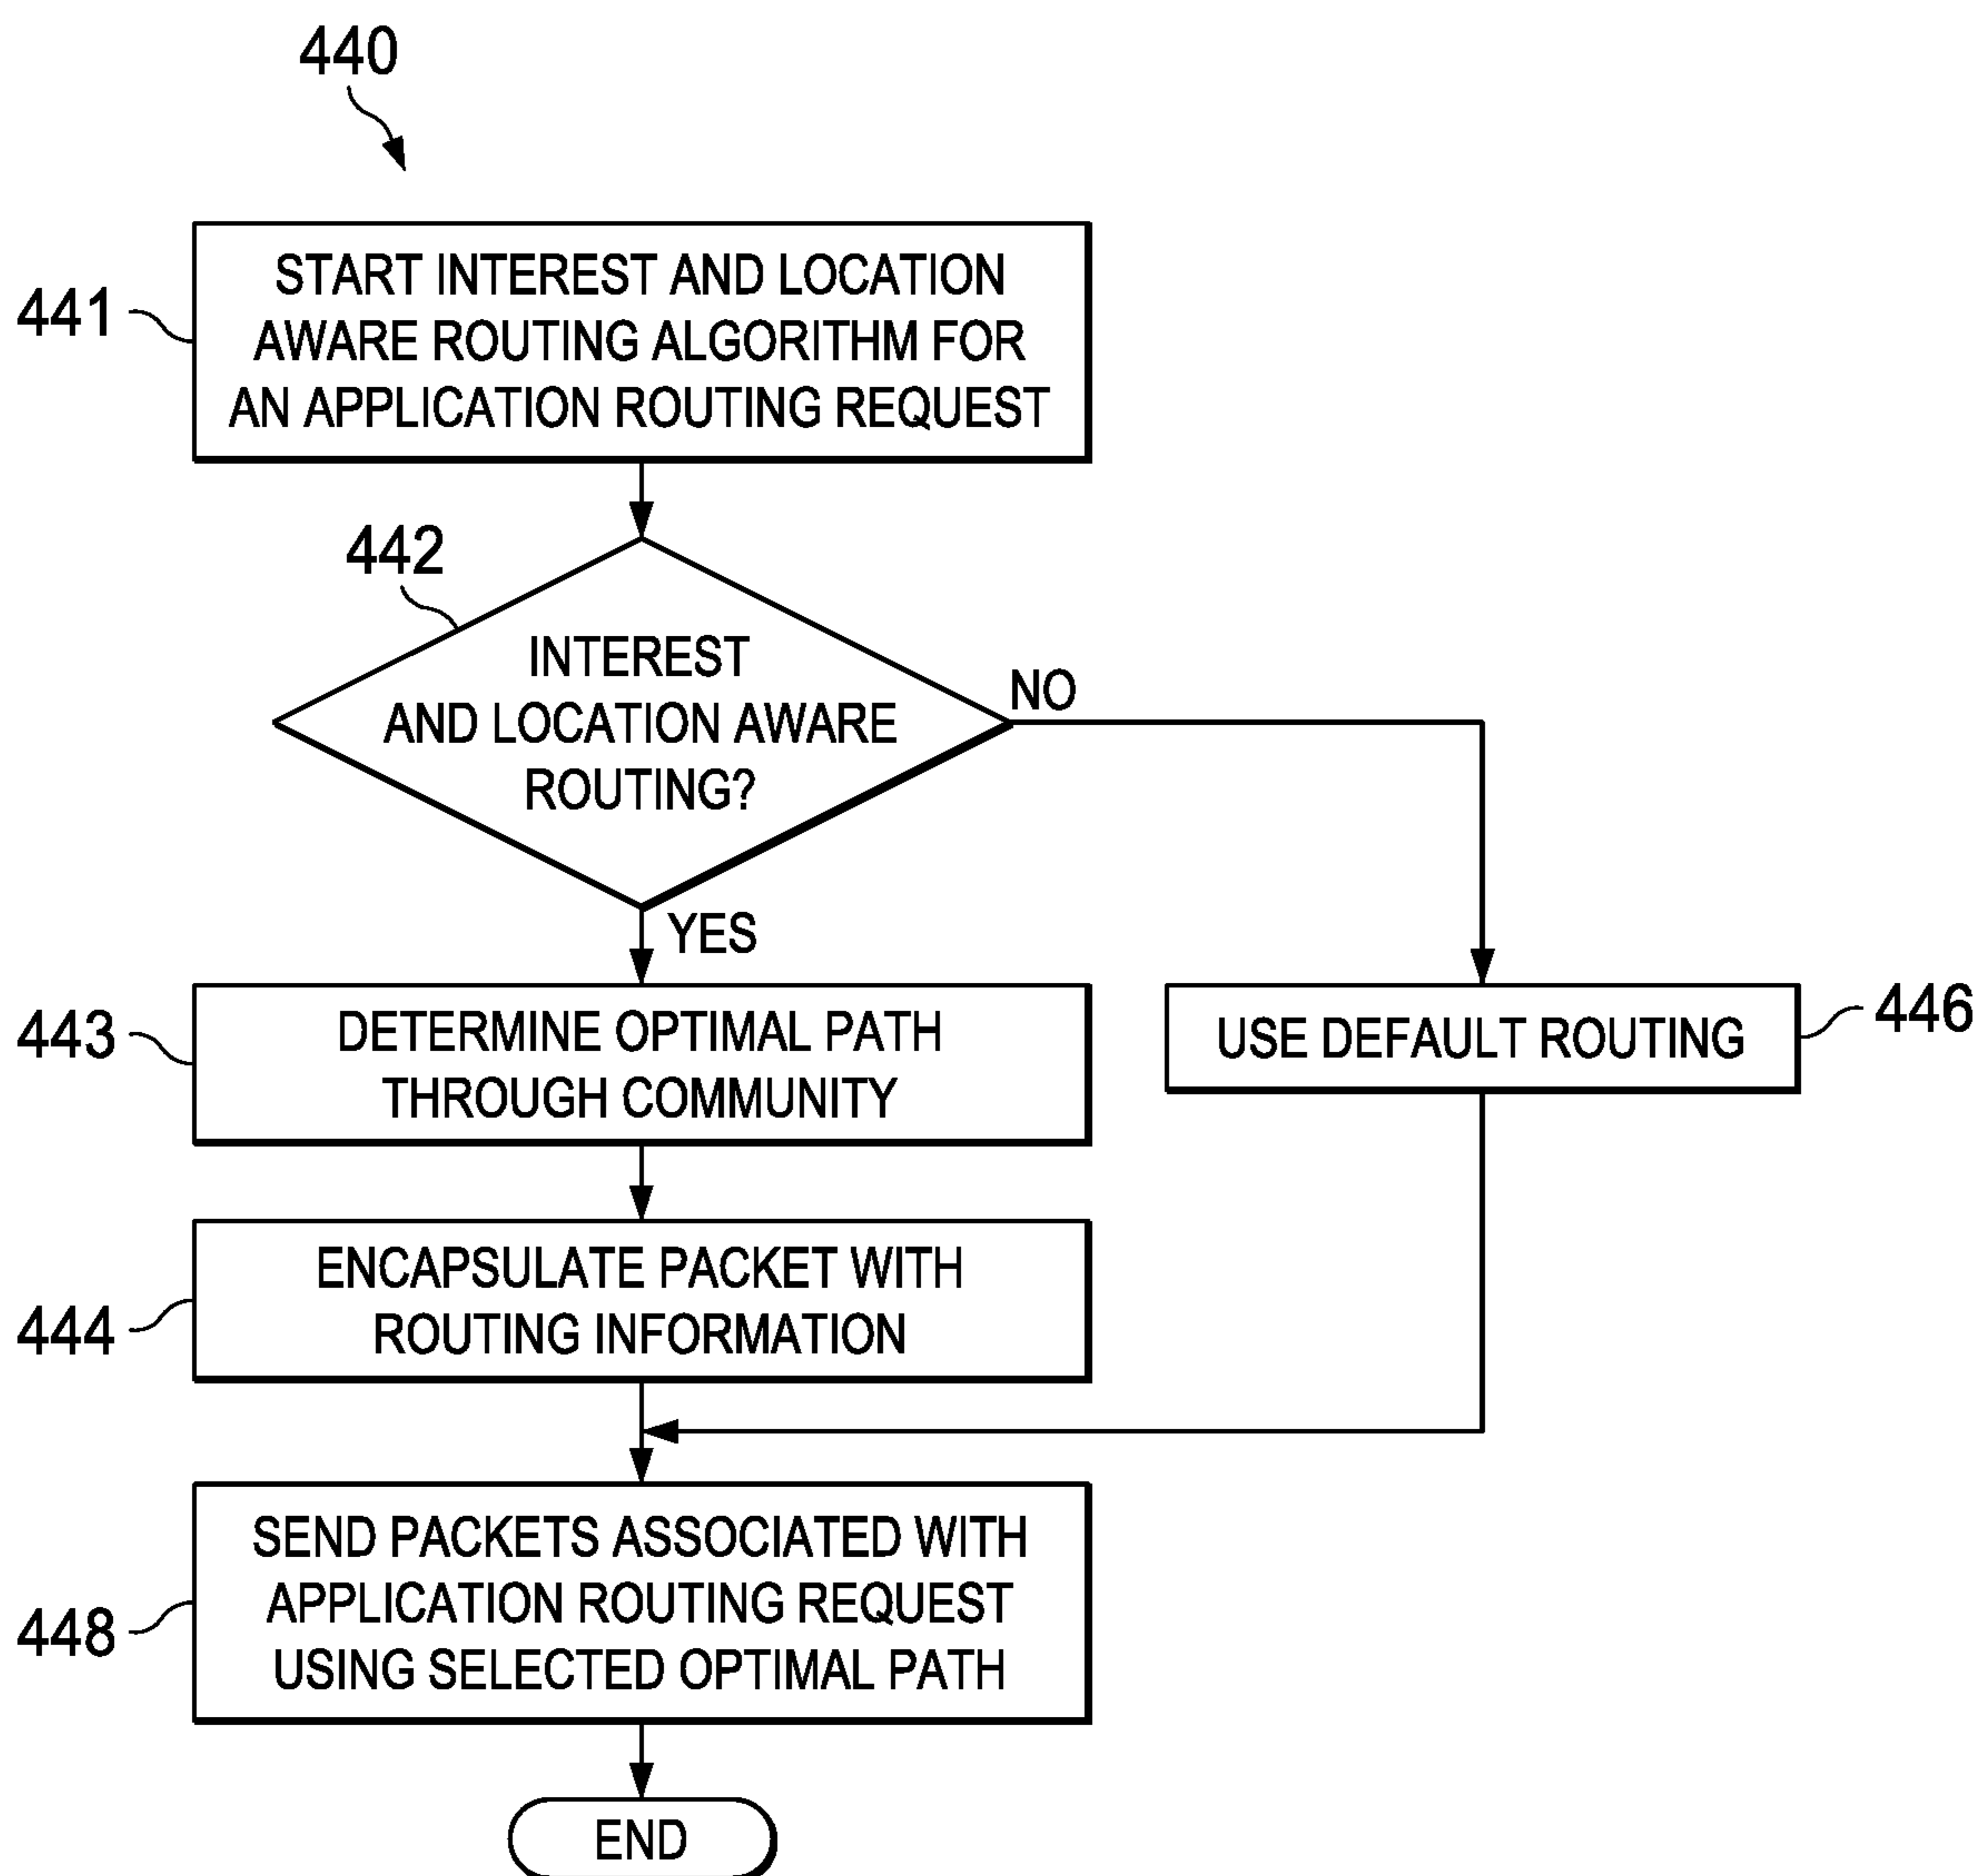 440
441
START INTEREST AND LOCATION
AWARE ROUTING ALGORITHM FOR
AN APPLICATION ROUTING REQUEST
442
INTEREST
AND LOCATION AWARE
ROUTING?
NO
YES
443
DETERMINE OPTIMAL PATH
THROUGH COMMUNITY
USE DEFAULT ROUTING
446
444
ENCAPSULATE PACKET WITH
ROUTING INFORMATION
448
SEND PACKETS ASSOCIATED WITH
APPLICATION ROUTING REQUEST
USING SELECTED OPTIMAL PATH
END